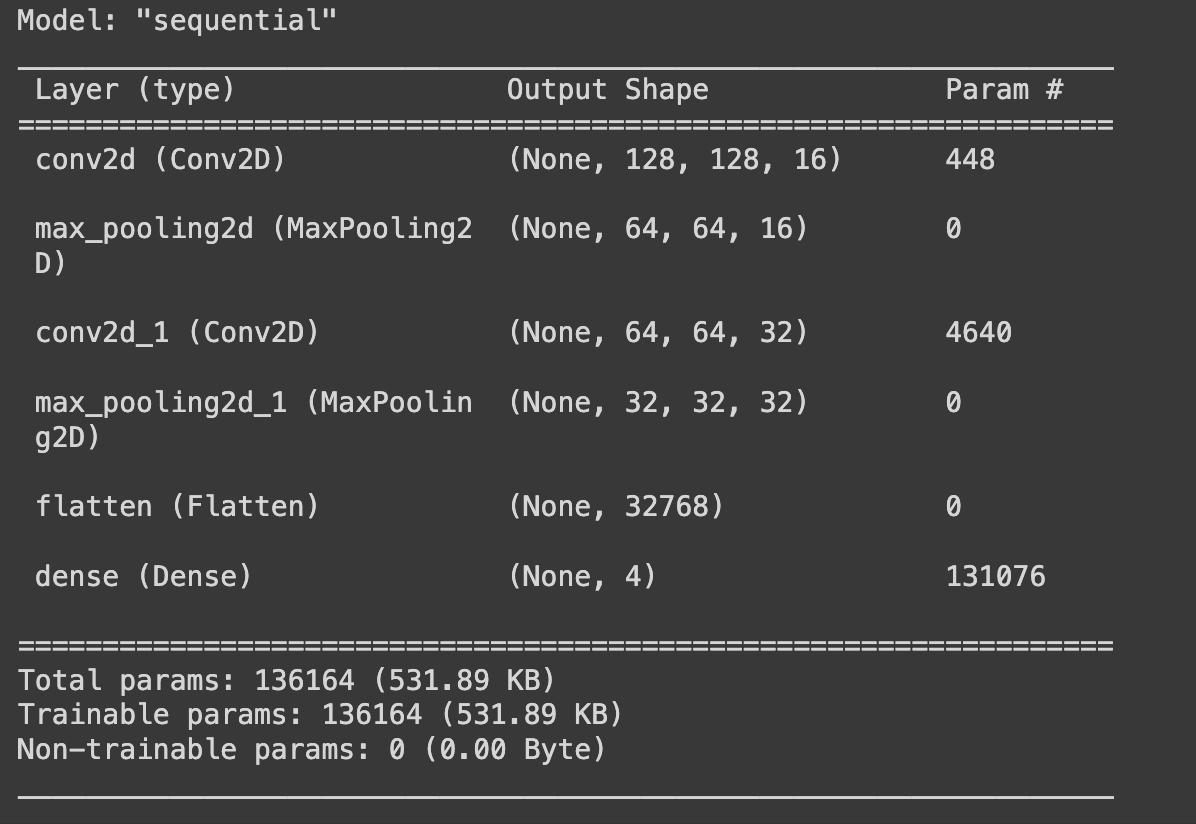 Model: "sequential"
Layer (type) Output Shape Param #
=================================================================
conv2d (Conv2D) (None, 128, 128, 16) 448
max_pooling2d (MaxPooling2 (None, 64, 64, 16) 0
D)
conv2d_1 (Conv2D) (None, 64, 64, 32) 4640
max_pooling2d_1 (MaxPoolin (None, 32, 32, 32) 0
g2D)
flatten (Flatten) (None, 32768) 0
dense (Dense) (None, 4) 131076
=================================================================
Total params: 136164 (531.89 KB)
Trainable params: 136164 (531.89 KB)
Non-trainable params: 0 (0.00 Byte)